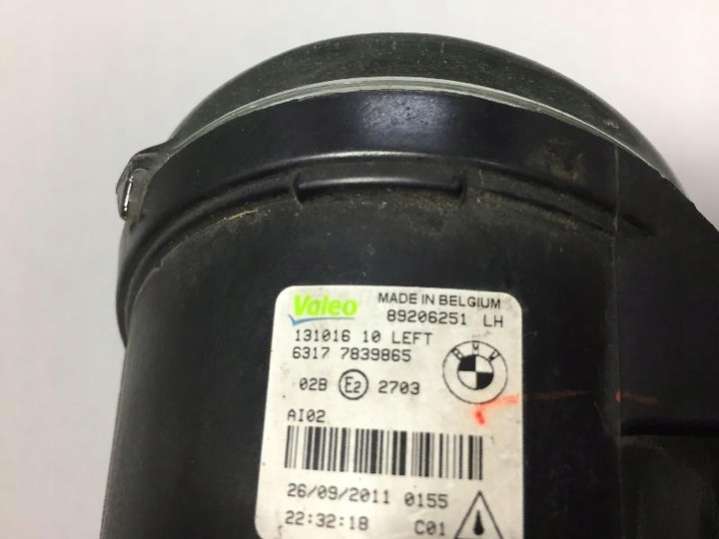 Valeo MADE IN BELGIUM
89206251 LH
131016 10 LEFT
6317 7839865
BMW
02B E2 2703
AI02
26/09/2011 0155
22:32:18 C01